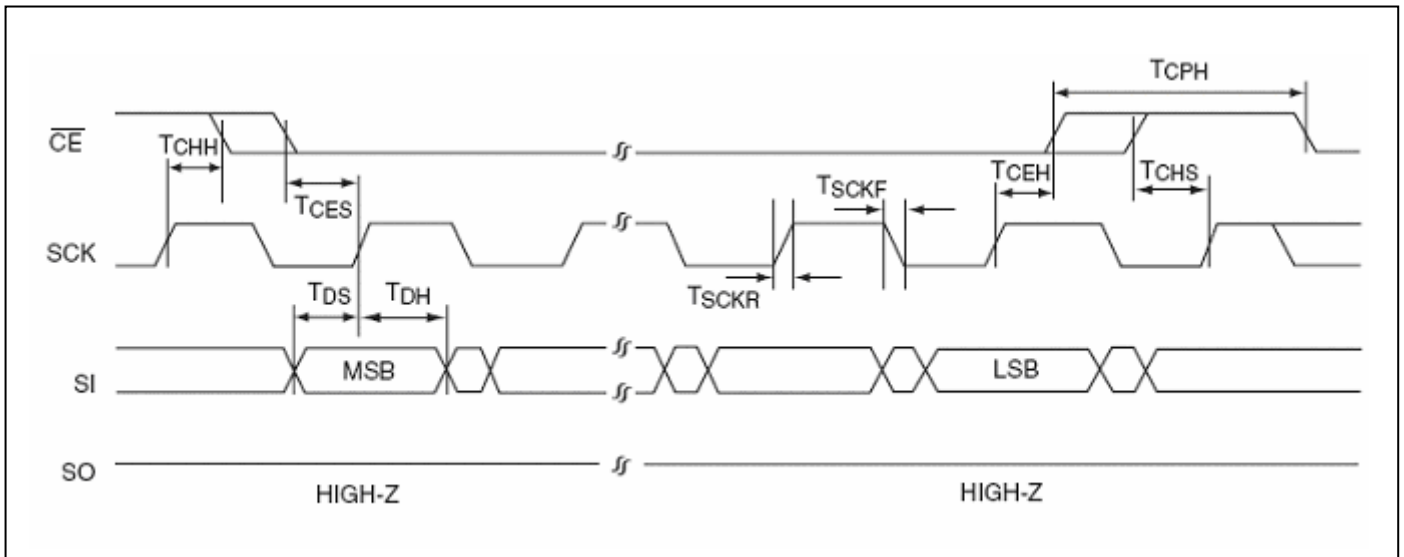 TCPH
CE
TCHH
TCES
TSCKF
TCEH
TCHS
SCK
TSCKR
TDS
TDH
SI
MSB
LSB
SO
HIGH-Z
HIGH-Z